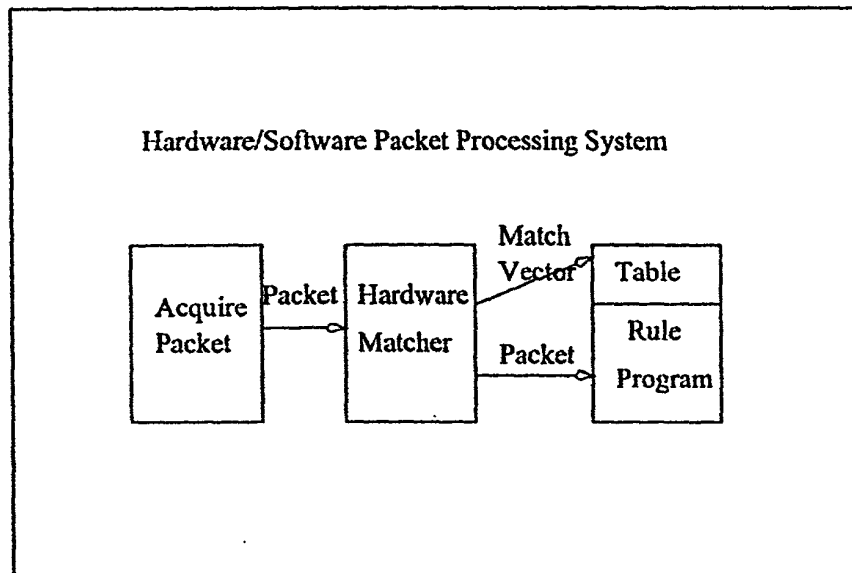 Hardware/Software Packet Processing System
Acquire
Packet
Packet
Hardware
Matcher
Match
Vector
Packet
Table
Rule
Program